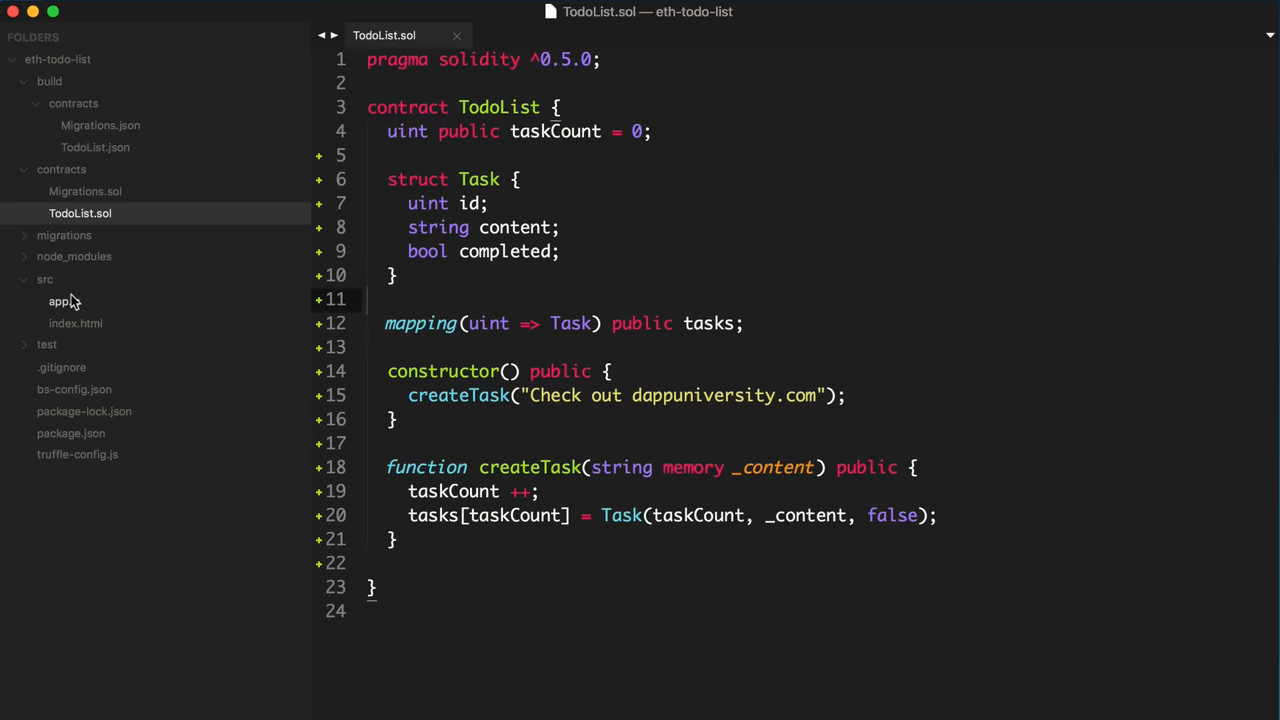 TodoList.sol — eth-todo-list
FOLDERS
eth-todo-list
build
contracts
Migrations.json
TodoList.json
contracts
Migrations.sol
TodoList.sol
migrations
node_modules
src
index.html
test
.gitignore
bs-config.json
package-lock.json
package.json
truffle-config.js
TodoList.sol
1 pragma solidity ^0.5.0;
2
3 contract TodoList {
4 uint public taskCount = 0;
5
6 struct Task {
7 uint id;
8 string content;
9 bool completed;
10 }
11
12 mapping(uint => Task) public tasks;
13
14 constructor() public {
15 createTask("Check out dappuniversity.com");
16 }
17
18 function createTask(string memory _content) public {
19 taskCount ++;
20 tasks[taskCount] = Task(taskCount, _content, false);
21 }
22
23 }
24